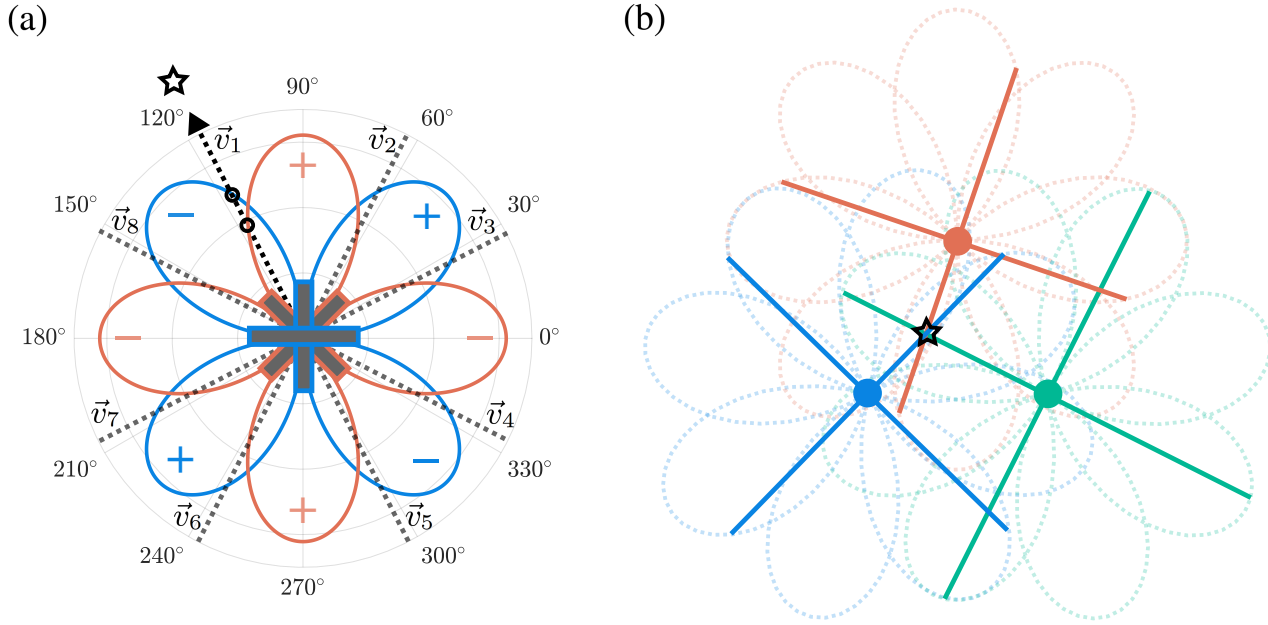 (a)
(b)
90°
120°
60°
v⃗₁
v⃗₂
+
150°
30°
−
+
v⃗₈
v⃗₃
180°
−
−
0°
v⃗₇
v⃗₄
210°
330°
+
−
+
v⃗₆
v⃗₅
240°
300°
270°